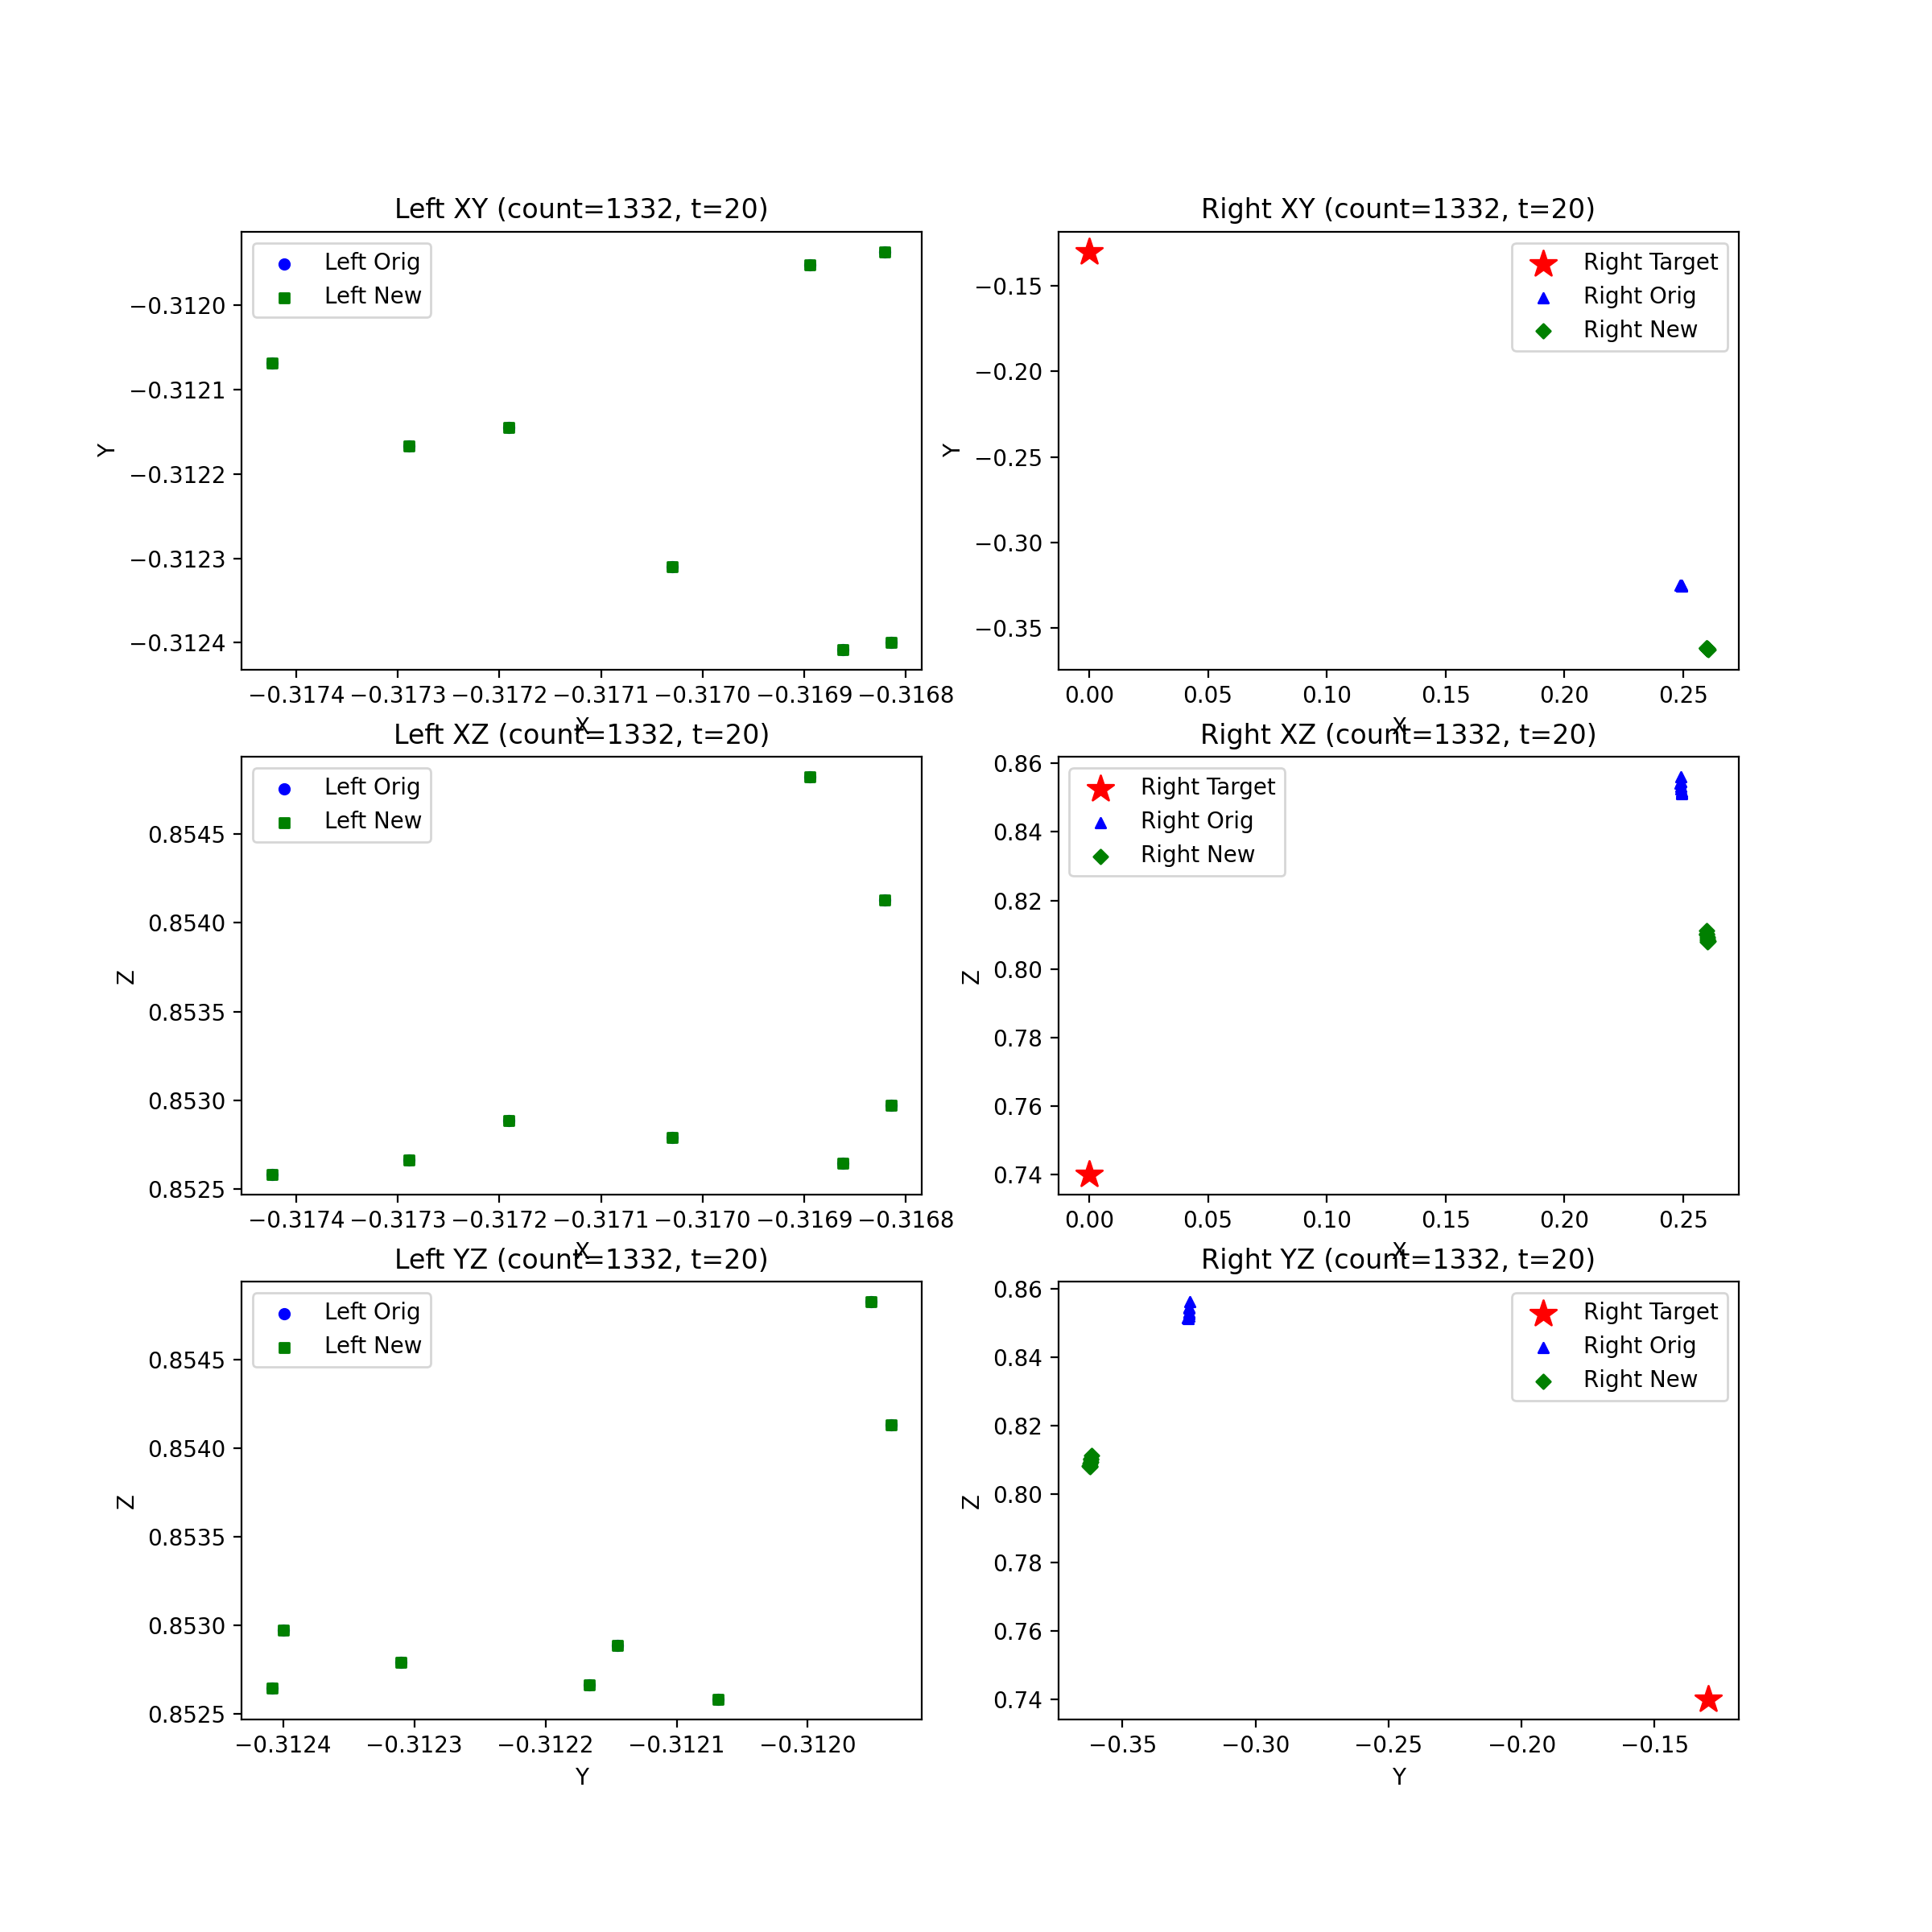 Left XY (count=1332, t=20)
Left Orig
Left New
Y
−0.3120
−0.3121
−0.3122
−0.3123
−0.3124
−0.3174 −0.3173 −0.3172 −0.3171 −0.3170 −0.3169 −0.3168
X
Right XY (count=1332, t=20)
Right Target
Right Orig
Right New
Y
−0.15
−0.20
−0.25
−0.30
−0.35
0.00 0.05 0.10 0.15 0.20 0.25
X
Left XZ (count=1332, t=20)
Left Orig
Left New
Z
0.8545
0.8540
0.8535
0.8530
0.8525
−0.3174 −0.3173 −0.3172 −0.3171 −0.3170 −0.3169 −0.3168
X
Right XZ (count=1332, t=20)
Right Target
Right Orig
Right New
Z
0.86
0.84
0.82
0.80
0.78
0.76
0.74
0.00 0.05 0.10 0.15 0.20 0.25
X
Left YZ (count=1332, t=20)
Left Orig
Left New
Z
0.8545
0.8540
0.8535
0.8530
0.8525
−0.3124 −0.3123 −0.3122 −0.3121 −0.3120
Y
Right YZ (count=1332, t=20)
Right Target
Right Orig
Right New
Z
0.86
0.84
0.82
0.80
0.78
0.76
0.74
−0.35 −0.30 −0.25 −0.20 −0.15
Y